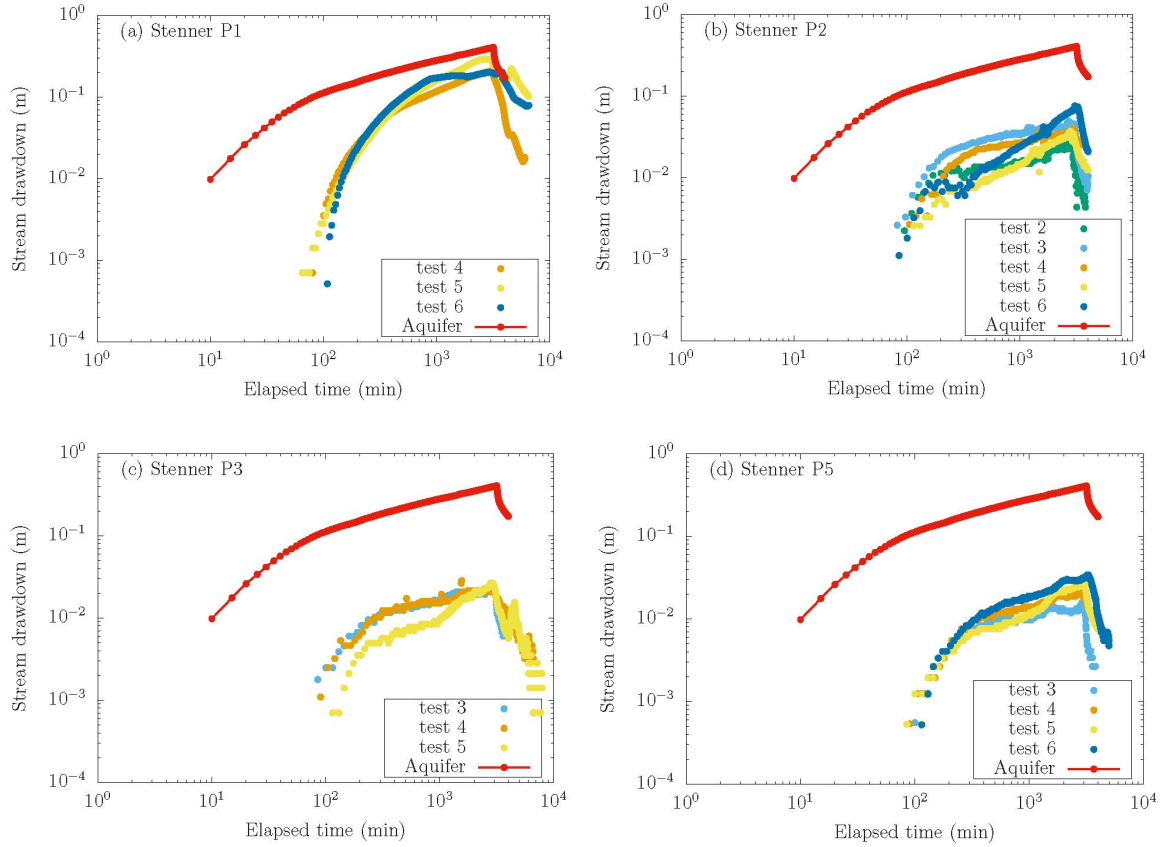 (a) Stenner P1
Stream drawdown (m)
10^0
10^-1
10^-2
10^-3
10^-4
test 4
test 5
test 6
Aquifer
10^0 10^1 10^2 10^3 10^4
Elapsed time (min)
(b) Stenner P2
Stream drawdown (m)
10^0
10^-1
10^-2
10^-3
10^-4
test 2
test 3
test 4
test 5
test 6
Aquifer
10^0 10^1 10^2 10^3 10^4
Elapsed time (min)
(c) Stenner P3
Stream drawdown (m)
10^0
10^-1
10^-2
10^-3
10^-4
test 3
test 4
test 5
Aquifer
10^0 10^1 10^2 10^3 10^4
Elapsed time (min)
(d) Stenner P5
Stream drawdown (m)
10^0
10^-1
10^-2
10^-3
10^-4
test 3
test 4
test 5
test 6
Aquifer
10^0 10^1 10^2 10^3 10^4
Elapsed time (min)